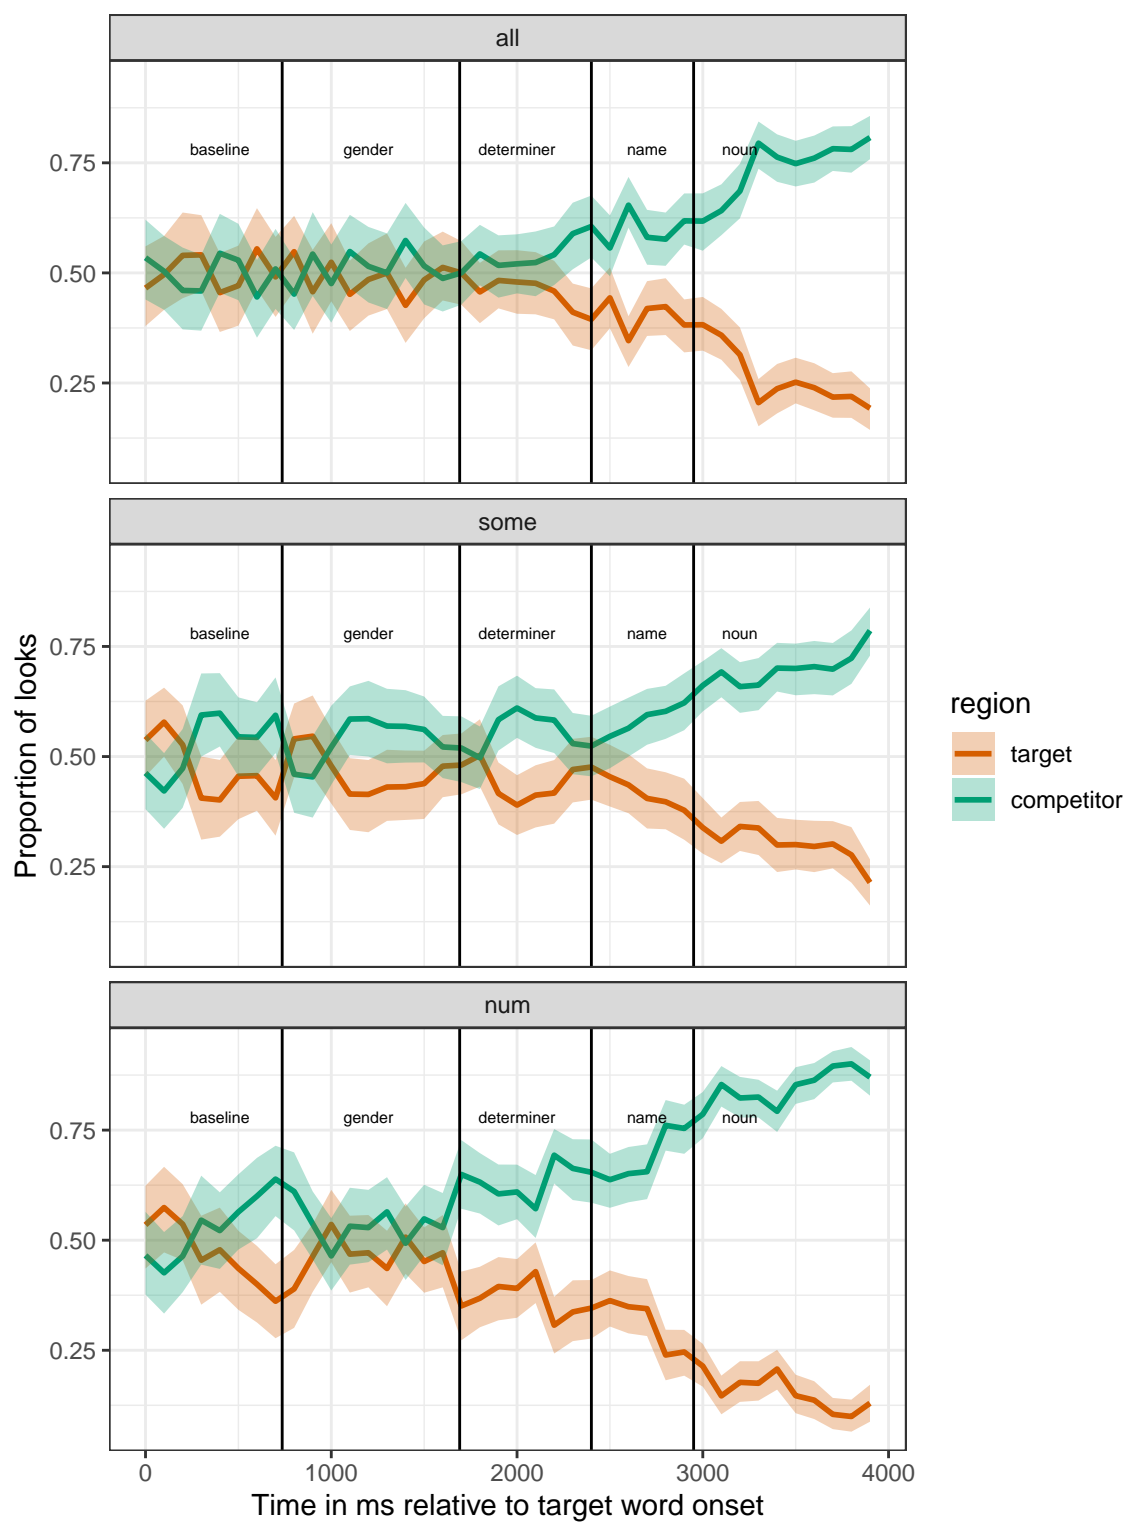 all
baseline gender determiner name noun
0.75
0.50
0.25
some
baseline gender determiner name noun
0.75
0.50
0.25
num
baseline gender determiner name noun
0.75
0.50
0.25
0 1000 2000 3000 4000
Time in ms relative to target word onset
Proportion of looks
region
target
competitor